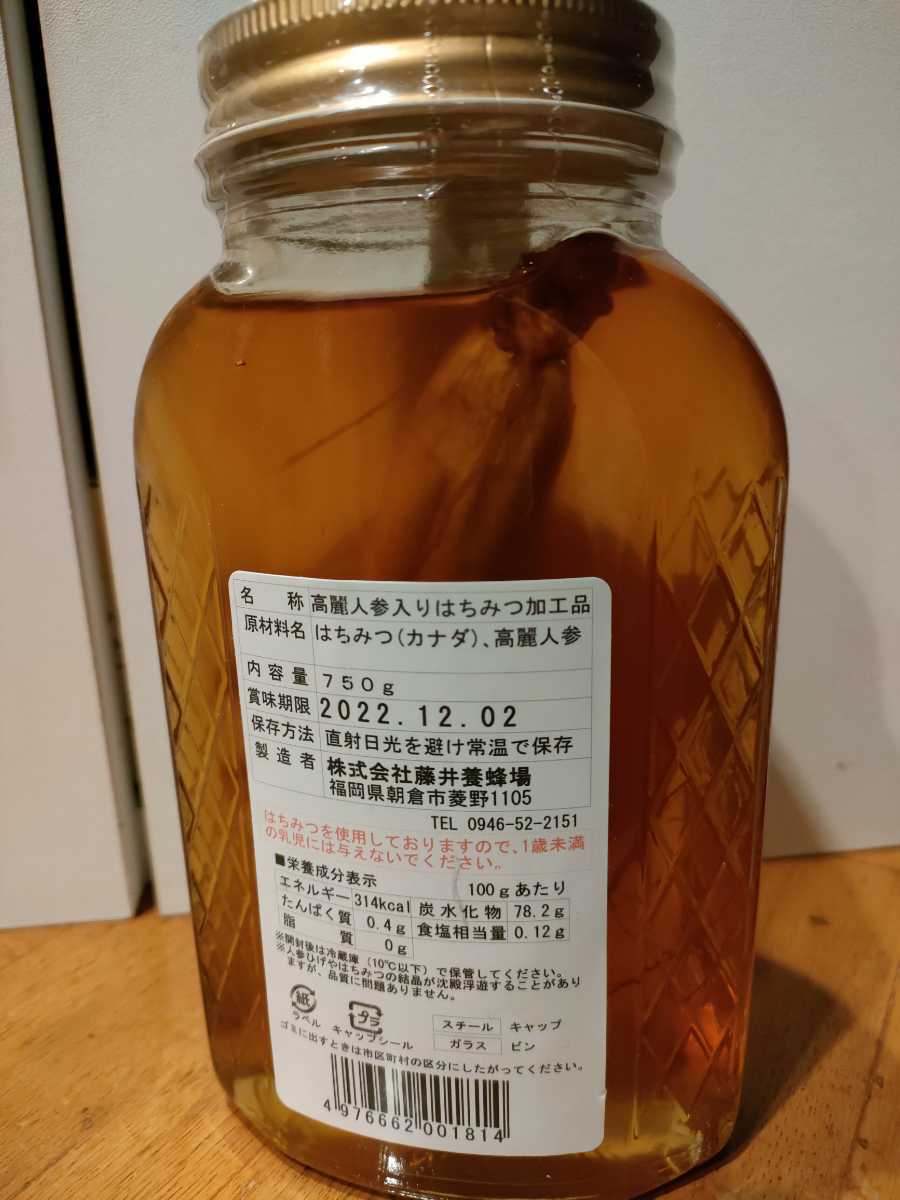 名称 高麗人参入りはちみつ加工品
原材料名 はちみつ(カナダ)、高麗人参
内容量 750g
賞味期限 2022.12.02
保存方法 直射日光を避け常温で保存
製造者 株式会社藤井養蜂場
福岡県朝倉市菱野1105
TEL 0946-52-2151
はちみつを使用しておりますので、1歳未満
の乳児には与えないでください。
■栄養成分表示 100gあたり
エネルギー 314kcal 炭水化物 78.2g
たんぱく質 0.4g 食塩相当量 0.12g
脂質 0g
※開封後は冷蔵庫(10℃以下)で保管してください。
※人参ひげやはちみつの結晶が沈殿浮遊することがあり
ますが、品質に問題ありません。
紙 プラ スチール キャップ
ラベル キャップシール ガラス ビン
ゴミに出すときは市区町村の区分にしたがってください。
4 976662 001814